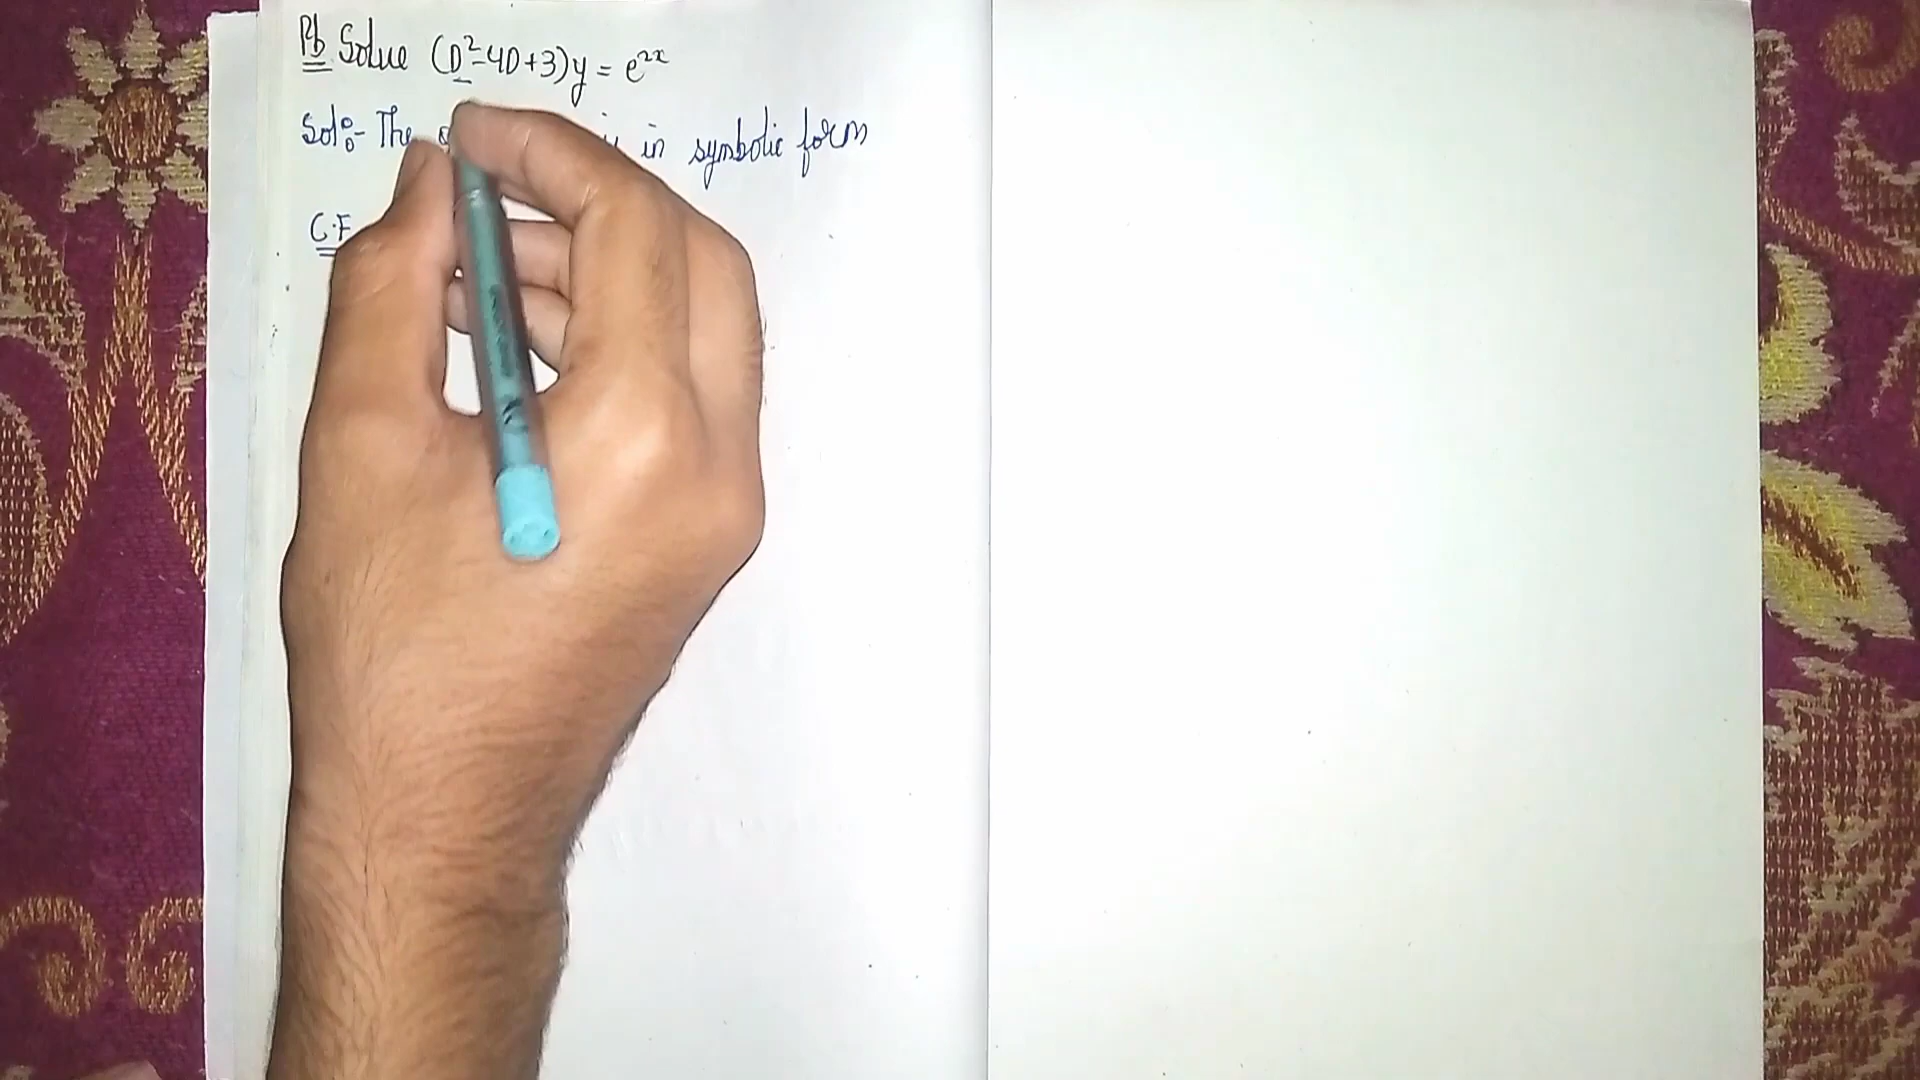 Pb Solve (D²-4D+3)y = e²ˣ
Sol:- The in symbolic form
C.F